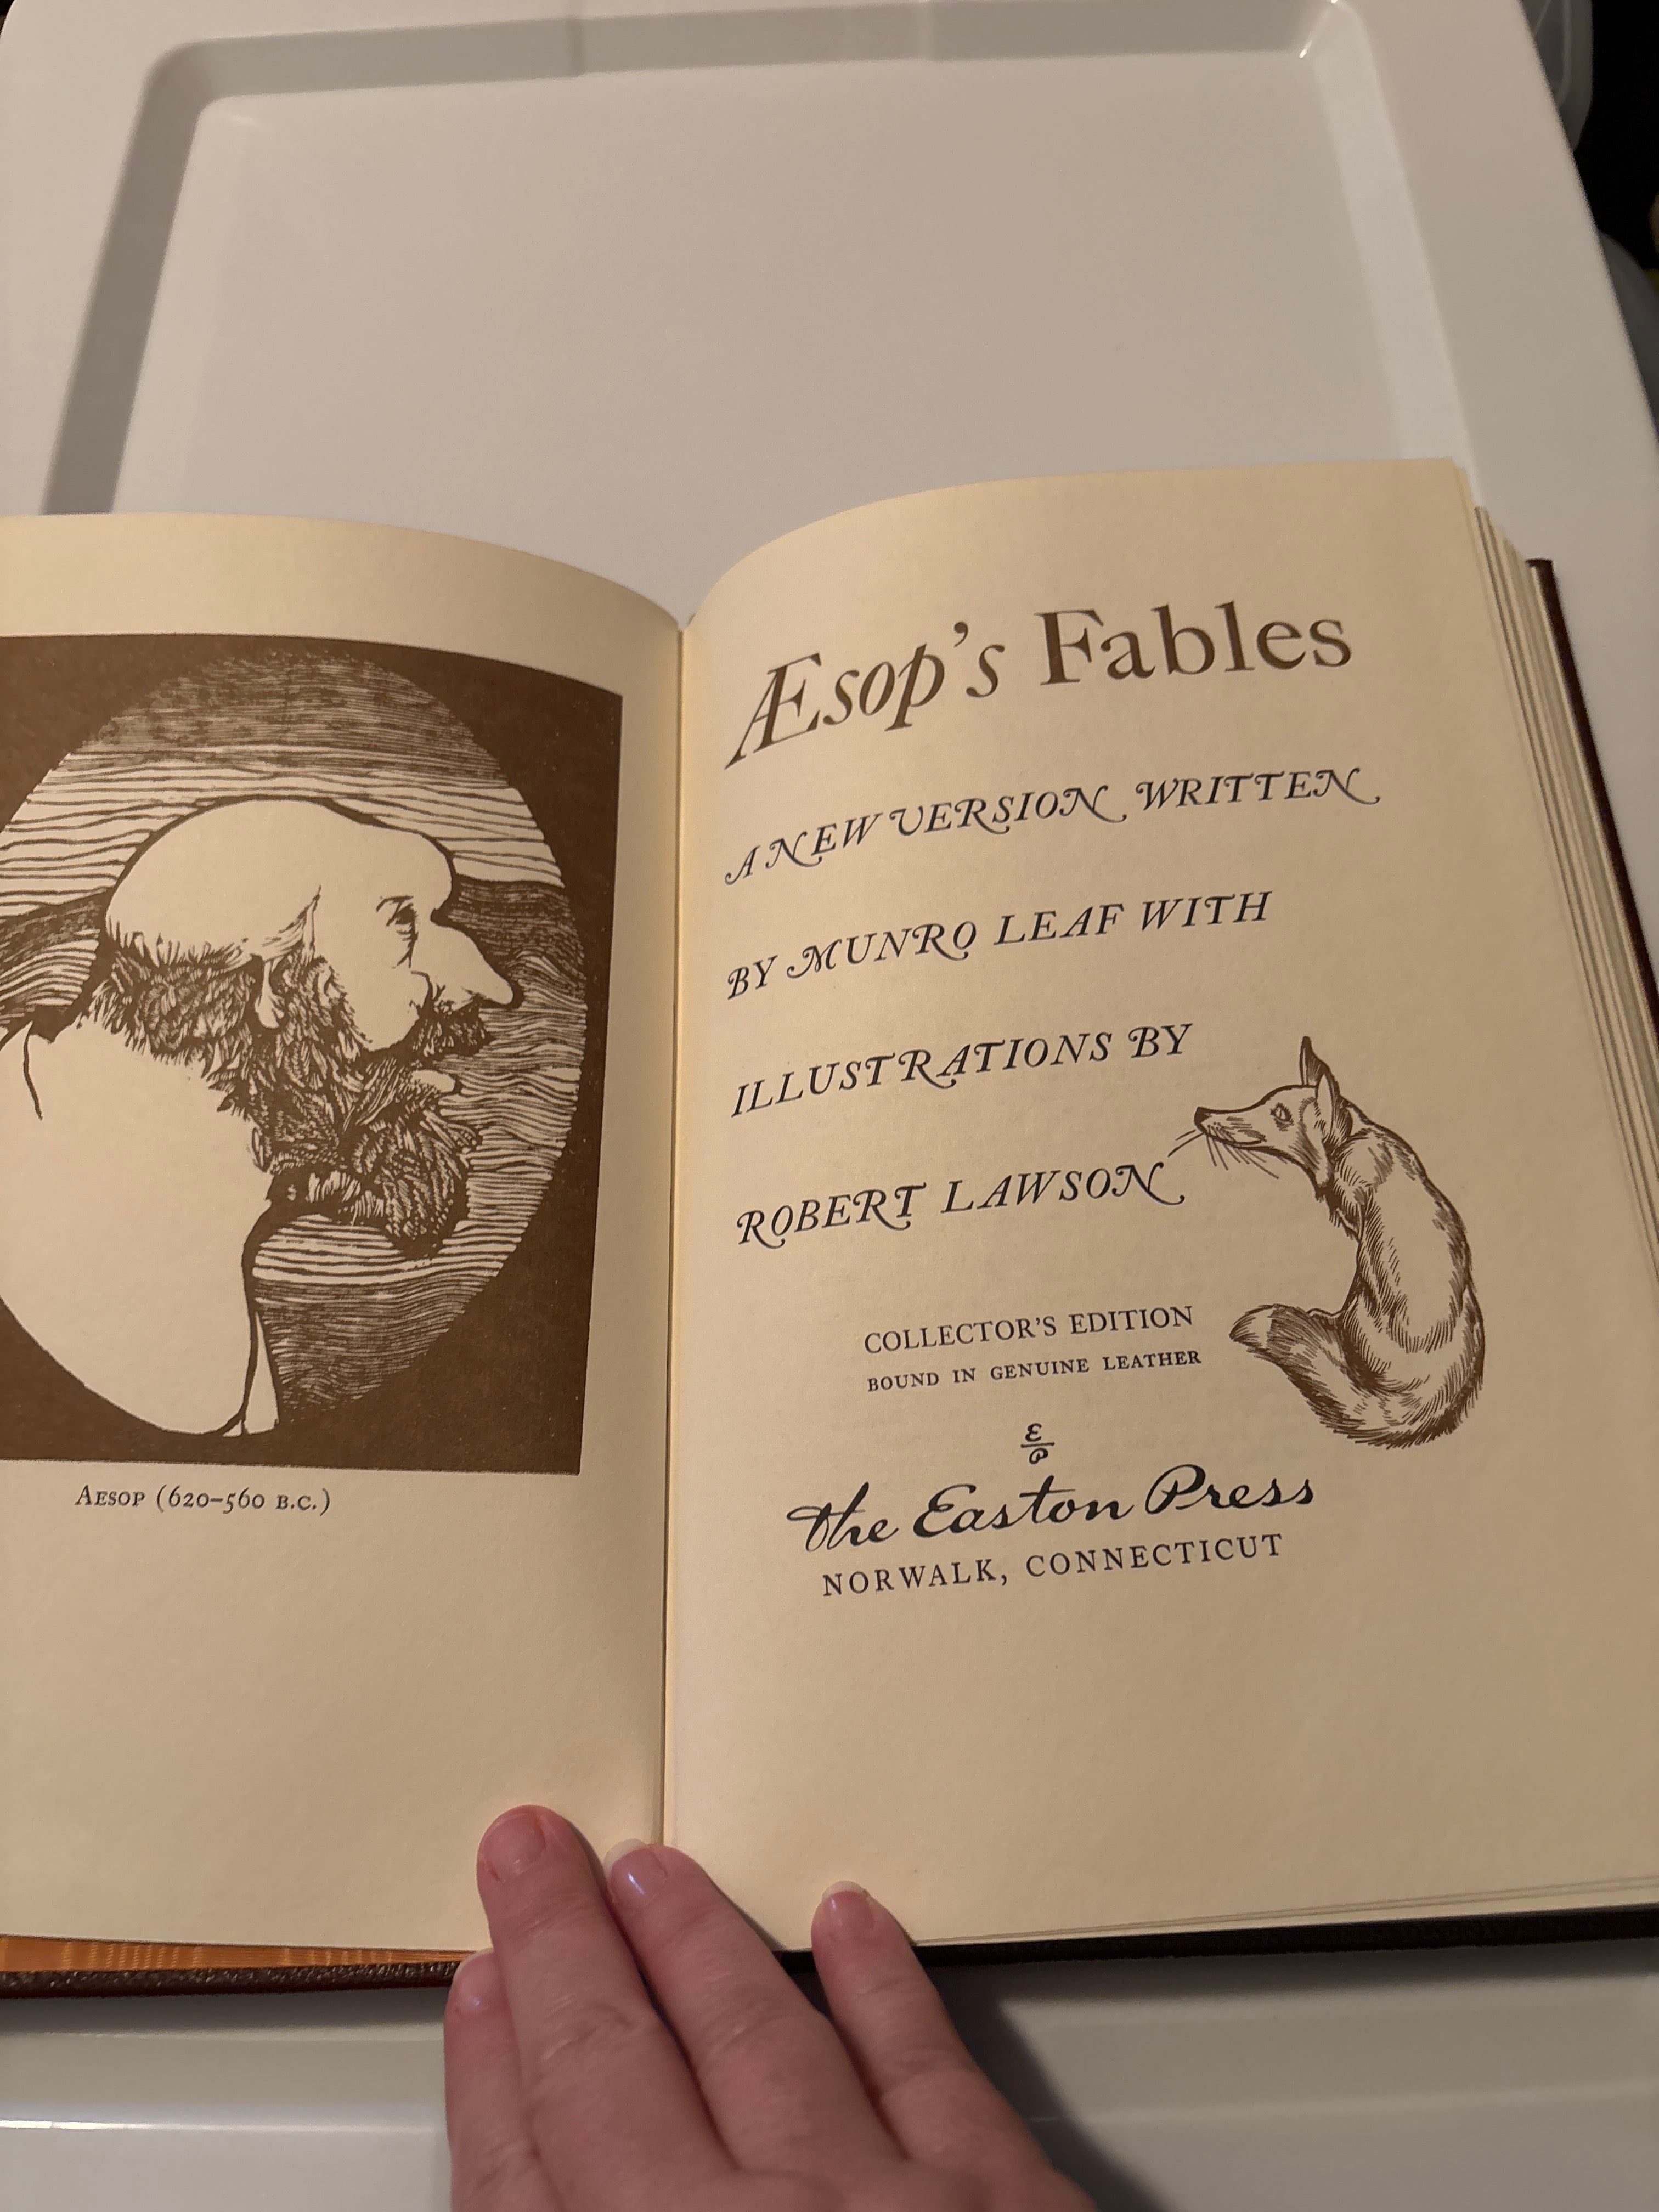 Aesop (620–560 B.C.)
Æsop's Fables
A NEW VERSION WRITTEN
BY MUNRO LEAF WITH
ILLUSTRATIONS BY
ROBERT LAWSON
COLLECTOR'S EDITION
BOUND IN GENUINE LEATHER
E
P
The Easton Press
NORWALK, CONNECTICUT